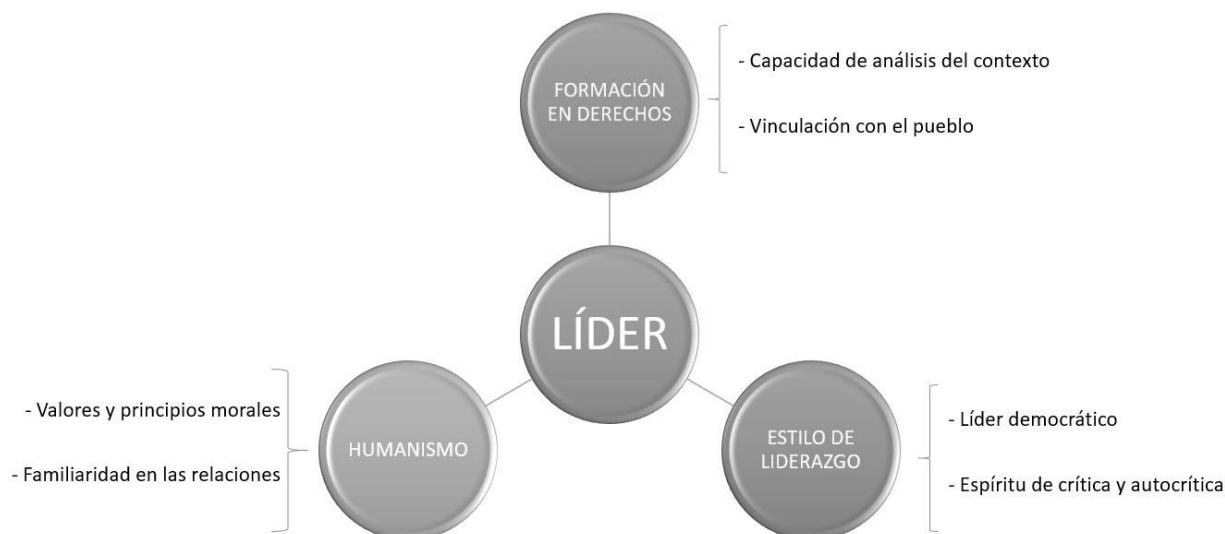 FORMACIÓN
EN DERECHOS
- Capacidad de análisis del contexto
- Vinculación con el pueblo
LÍDER
- Valores y principios morales
- Familiaridad en las relaciones
HUMANISMO
ESTILO DE
LIDERAZGO
- Líder democrático
- Espíritu de crítica y autocrítica